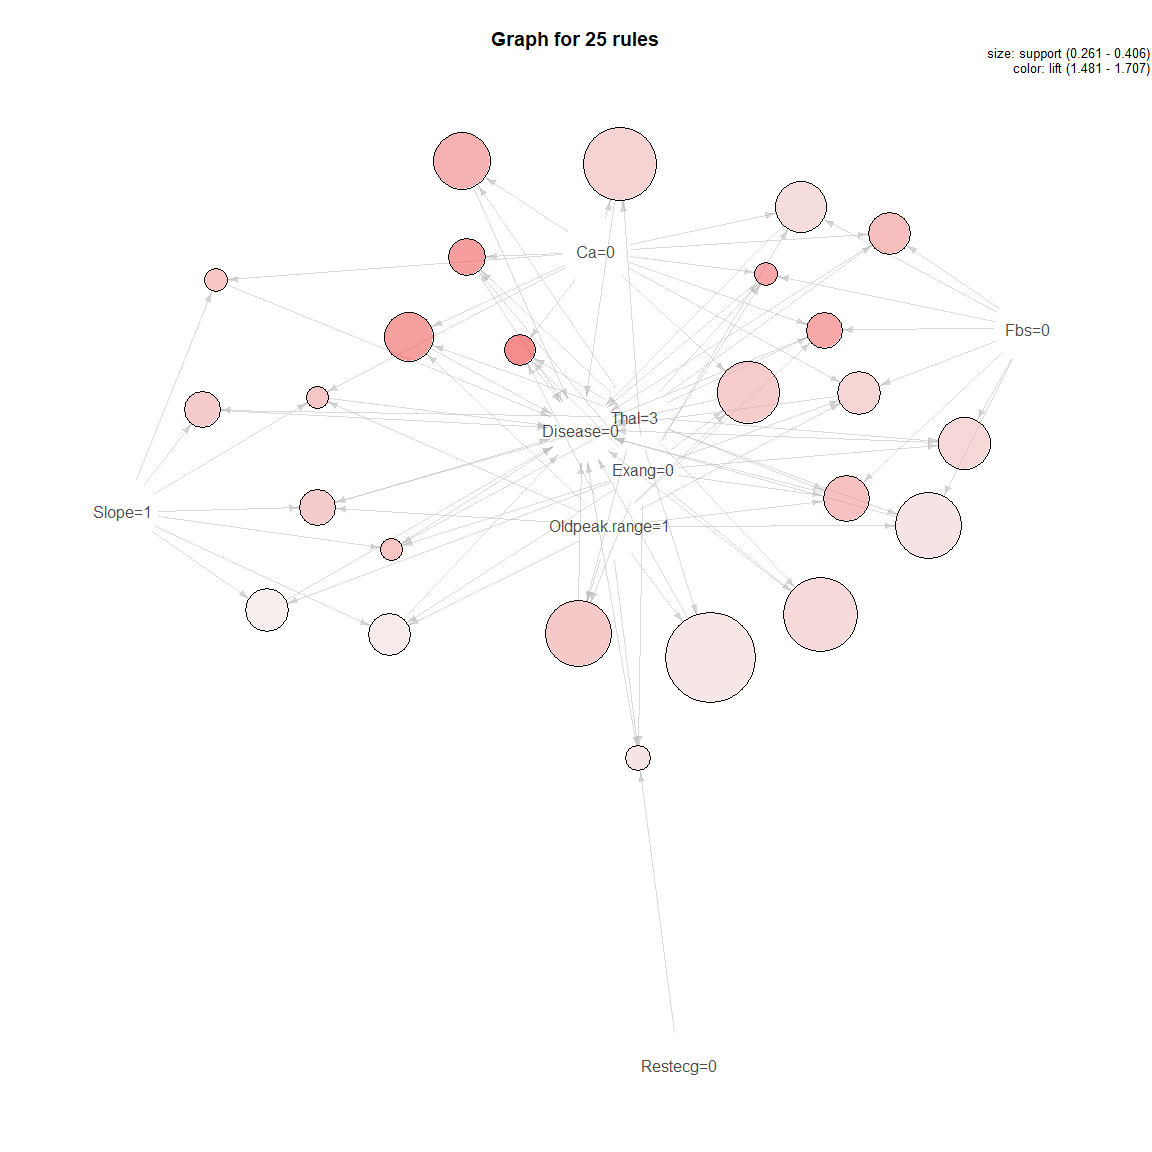 Graph for 25 rules
size: support (0.261 - 0.406)
color: lift (1.481 - 1.707)
Ca=0
Fbs=0
Thal=3
Disease=0
Exang=0
Slope=1
Oldpeak.range=1
Restecg=0